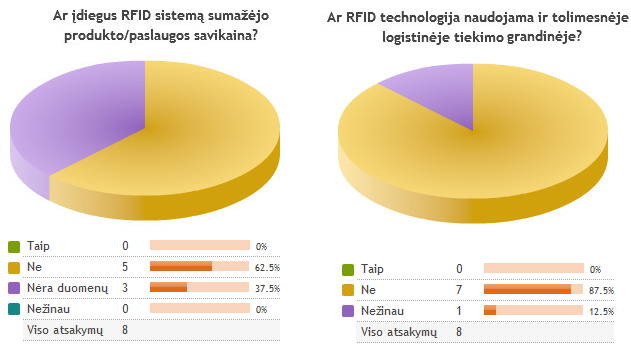 Ar įdiegus RFID sistemą sumažėjo
produkto/paslaugos savikaina?
Taip 0 0%
Ne 5 62.5%
Nėra duomenų 3 37.5%
Nežinau 0 0%
Viso atsakymų 8
Ar RFID technologija naudojama ir tolimesnėje
logistinėje tiekimo grandinėje?
Taip 0 0%
Ne 7 87.5%
Nežinau 1 12.5%
Viso atsakymų 8